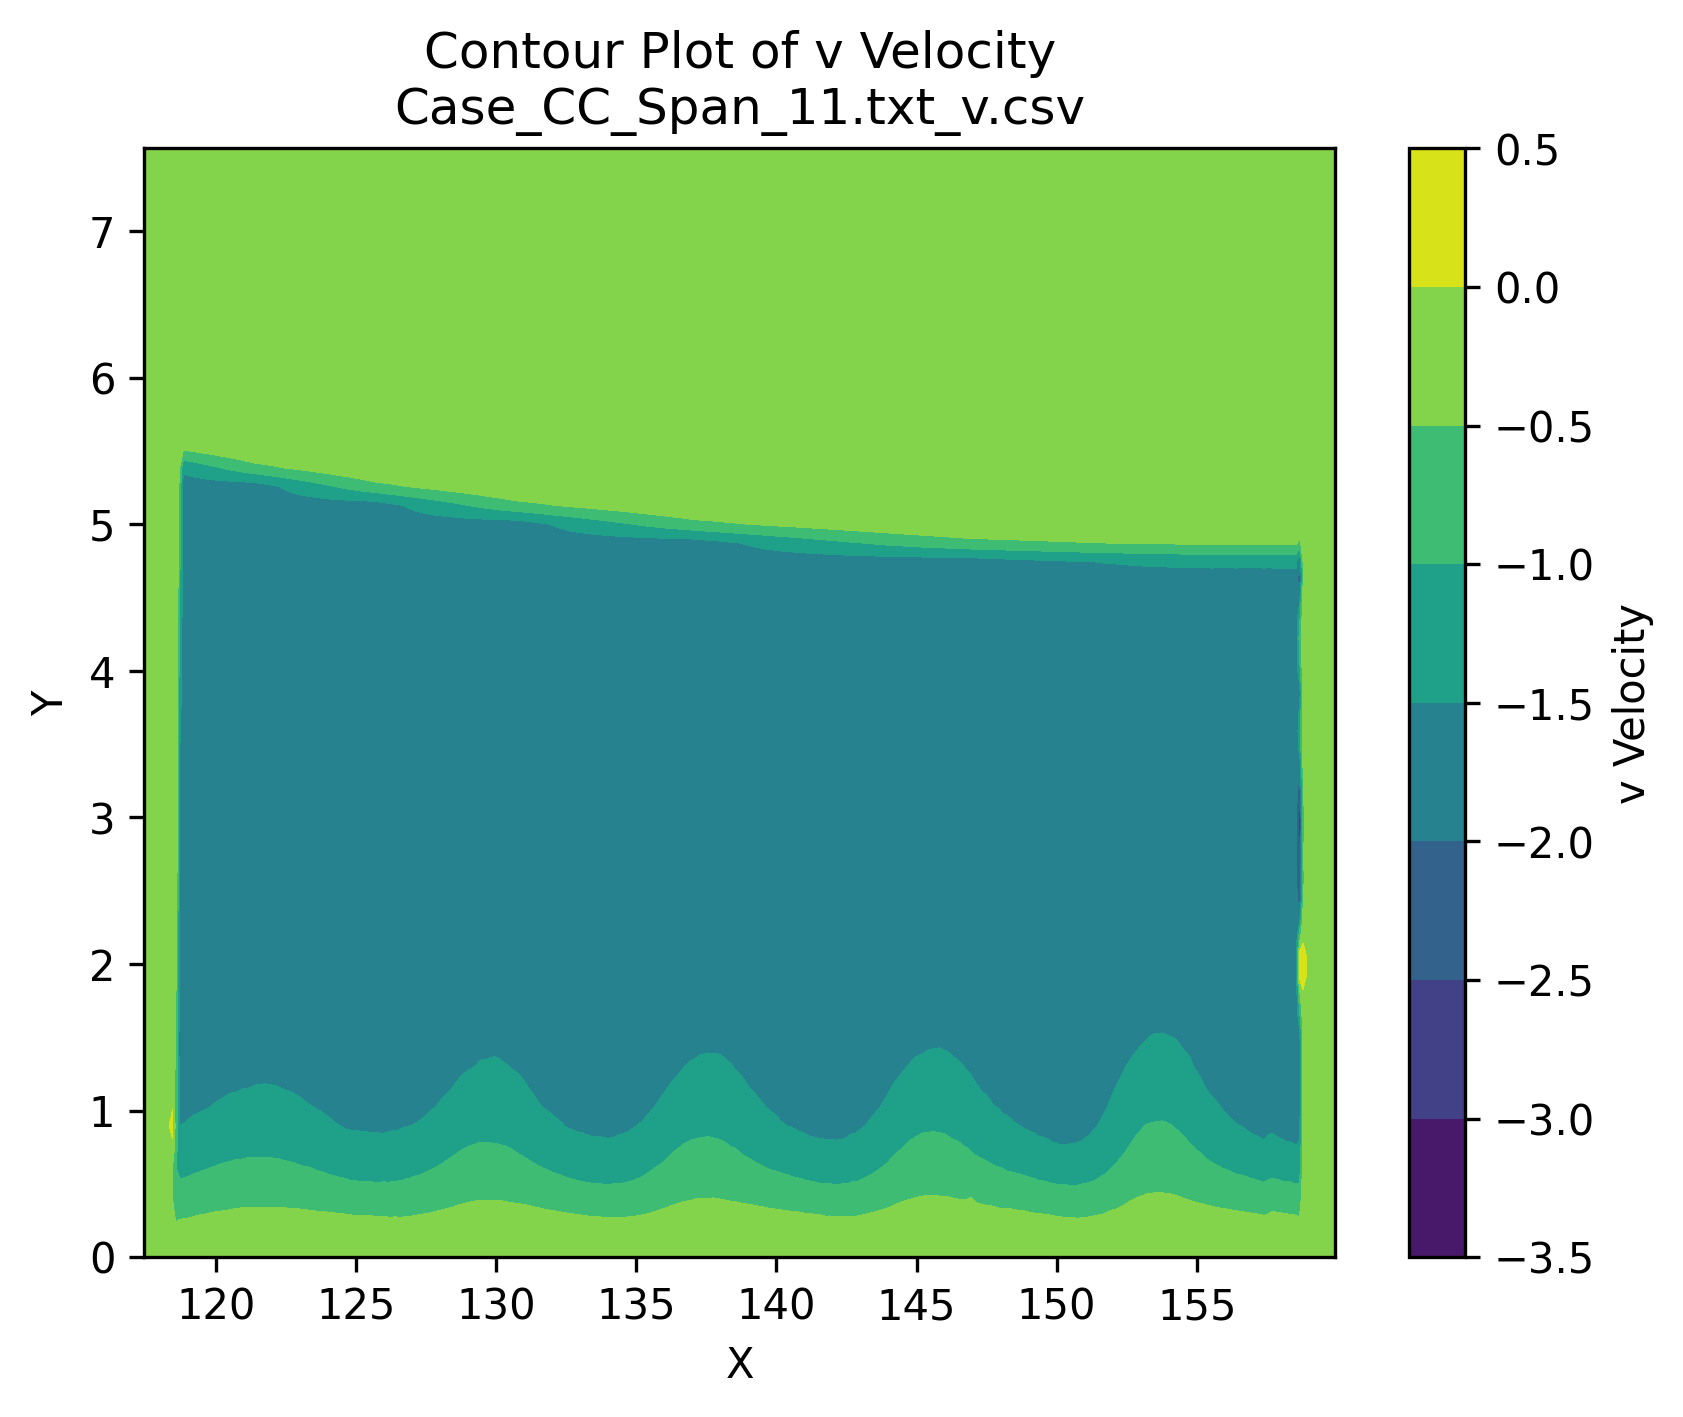 Contour Plot of v Velocity
Case_CC_Span_11.txt_v.csv
7
6
5
4
3
2
1
0
Y
120 125 130 135 140 145 150 155
X
0.5
0.0
−0.5
−1.0
−1.5
−2.0
−2.5
−3.0
−3.5
v Velocity